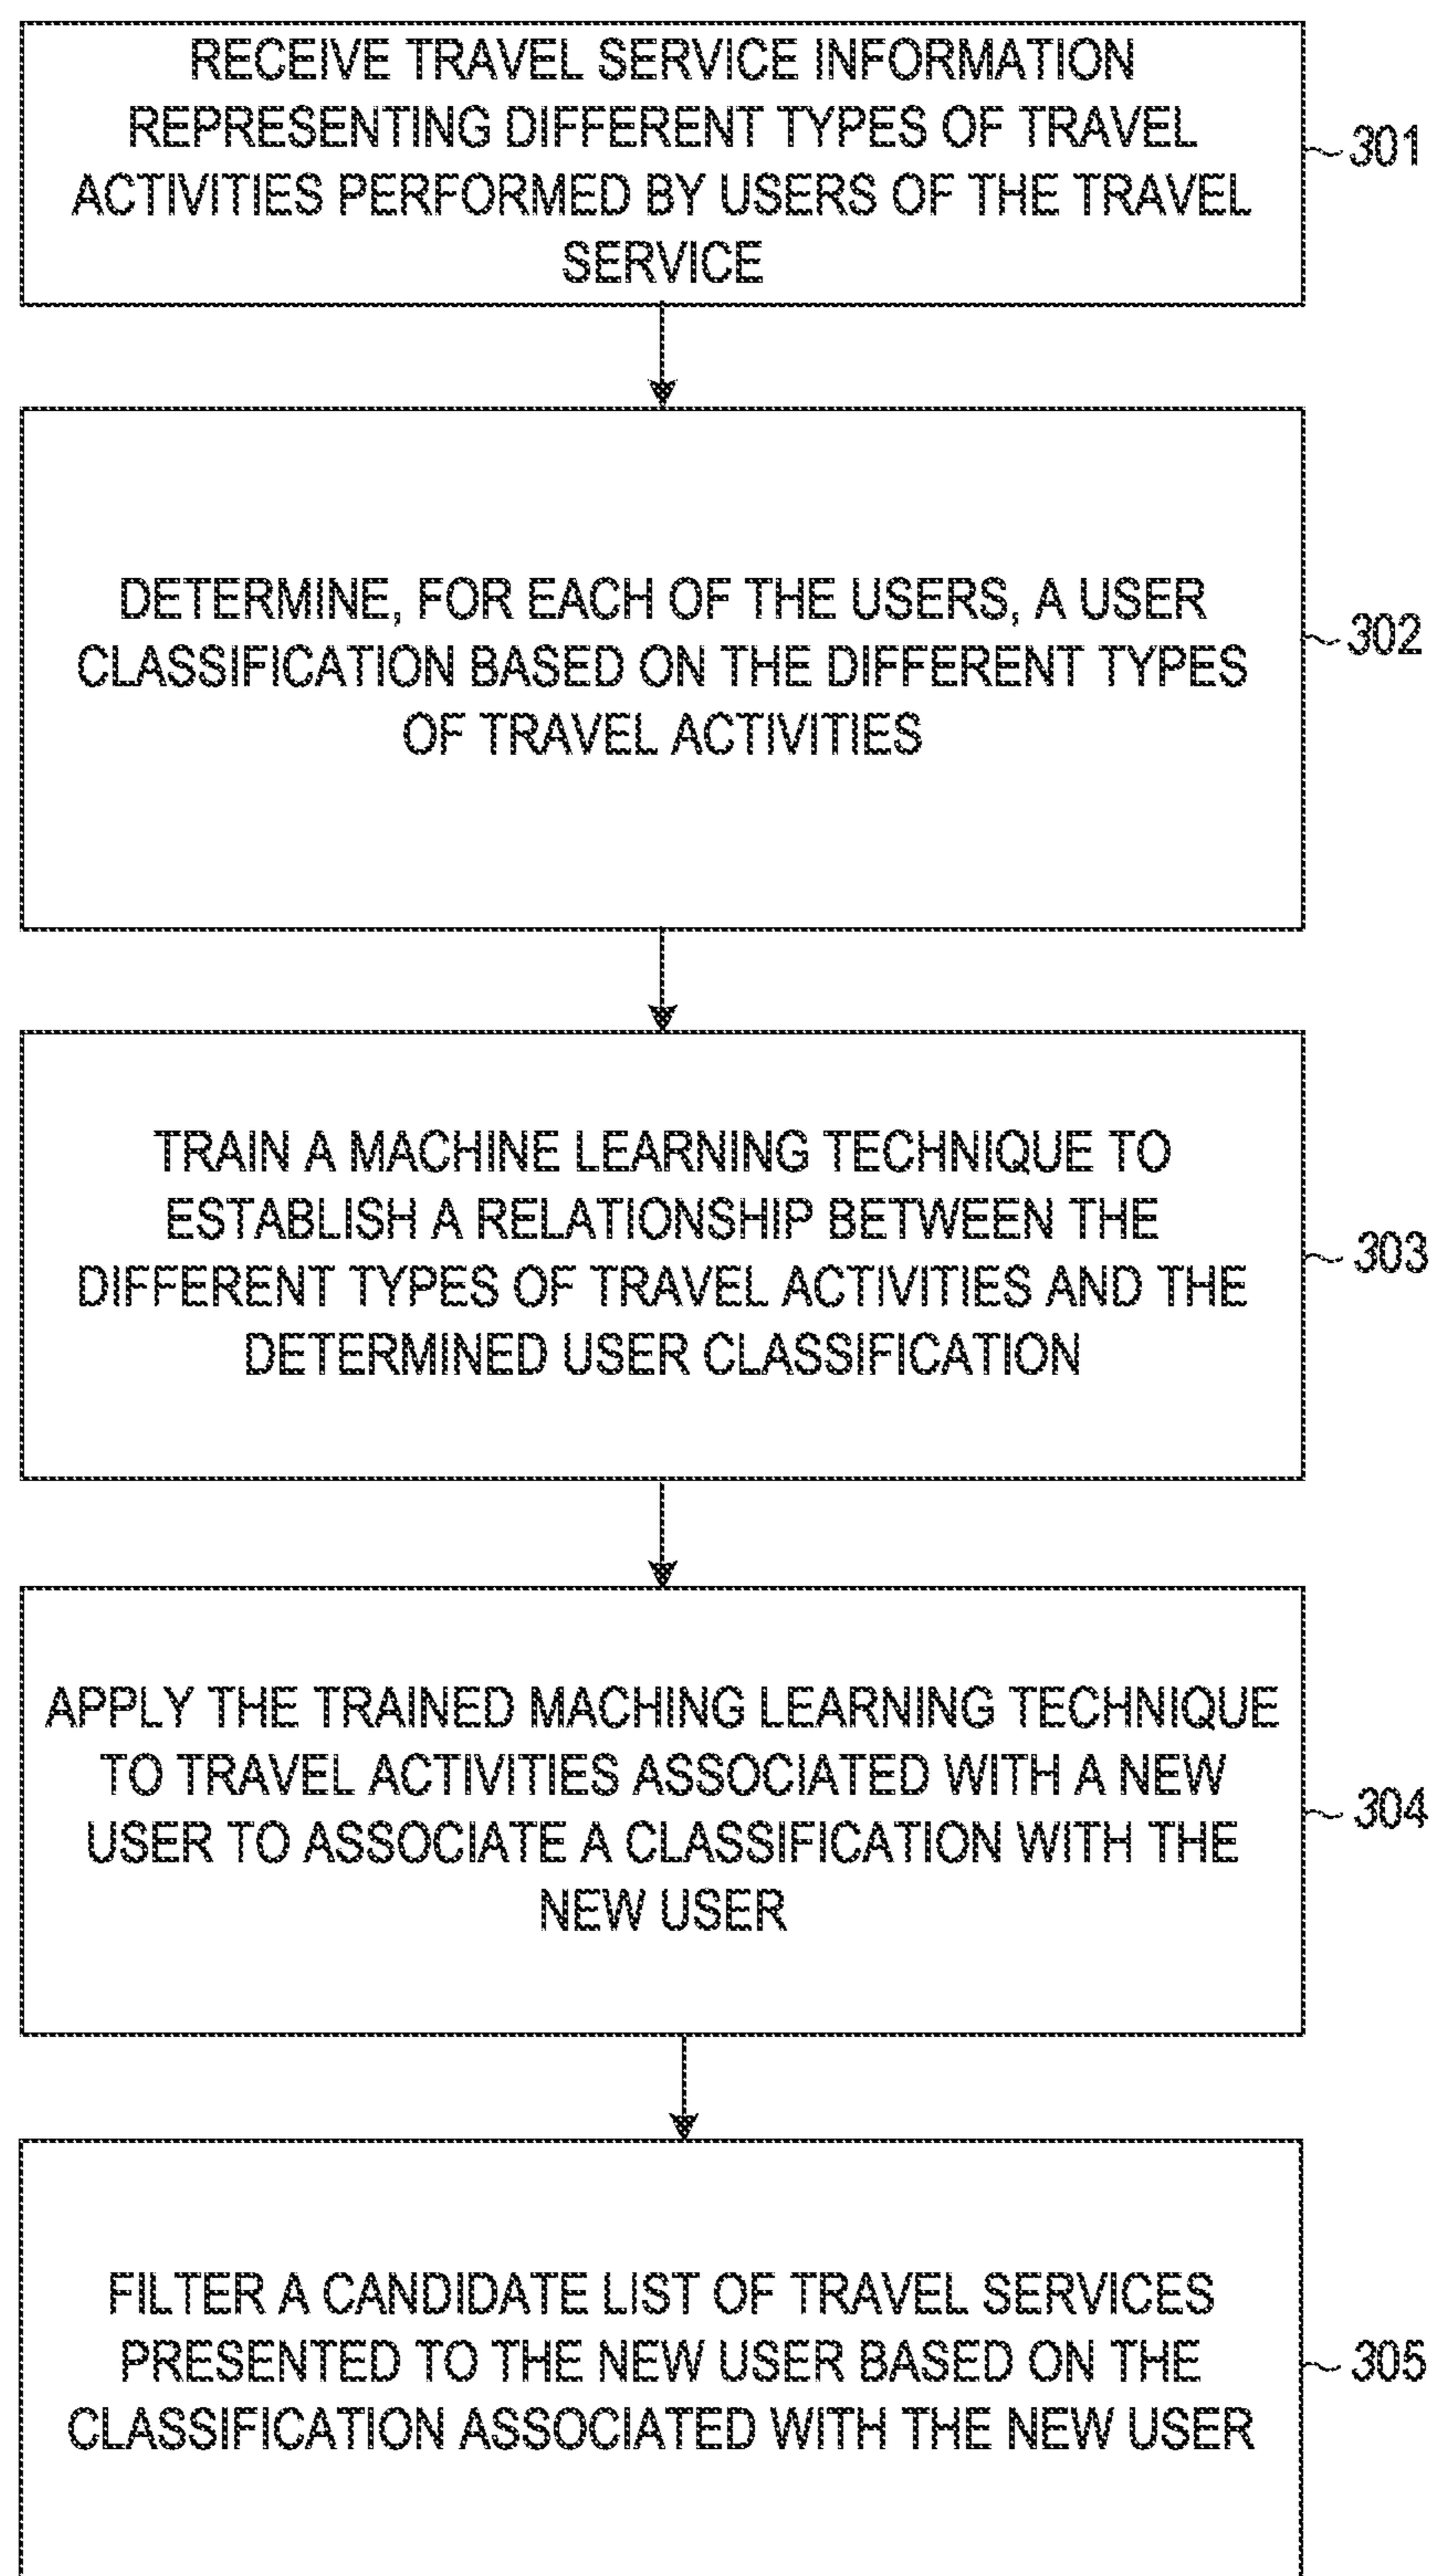 RECEIVE TRAVEL SERVICE INFORMATION
REPRESENTING DIFFERENT TYPES OF TRAVEL
ACTIVITIES PERFORMED BY USERS OF THE TRAVEL
SERVICE
301
DETERMINE, FOR EACH OF THE USERS, A USER
CLASSIFICATION BASED ON THE DIFFERENT TYPES
OF TRAVEL ACTIVITIES
302
TRAIN A MACHINE LEARNING TECHNIQUE TO
ESTABLISH A RELATIONSHIP BETWEEN THE
DIFFERENT TYPES OF TRAVEL ACTIVITIES AND THE
DETERMINED USER CLASSIFICATION
303
APPLY THE TRAINED MACHING LEARNING TECHNIQUE
TO TRAVEL ACTIVITIES ASSOCIATED WITH A NEW
USER TO ASSOCIATE A CLASSIFICATION WITH THE
NEW USER
304
FILTER A CANDIDATE LIST OF TRAVEL SERVICES
PRESENTED TO THE NEW USER BASED ON THE
CLASSIFICATION ASSOCIATED WITH THE NEW USER
305